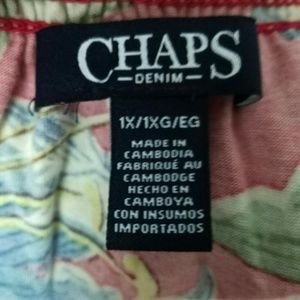 CHAPS
DENIM
1X/1XG/EG
MADE IN
CAMBODIA
FABRIQUÉ AU
CAMBODGE
HECHO EN
CAMBOYA
CON INSUMOS
IMPORTADOS